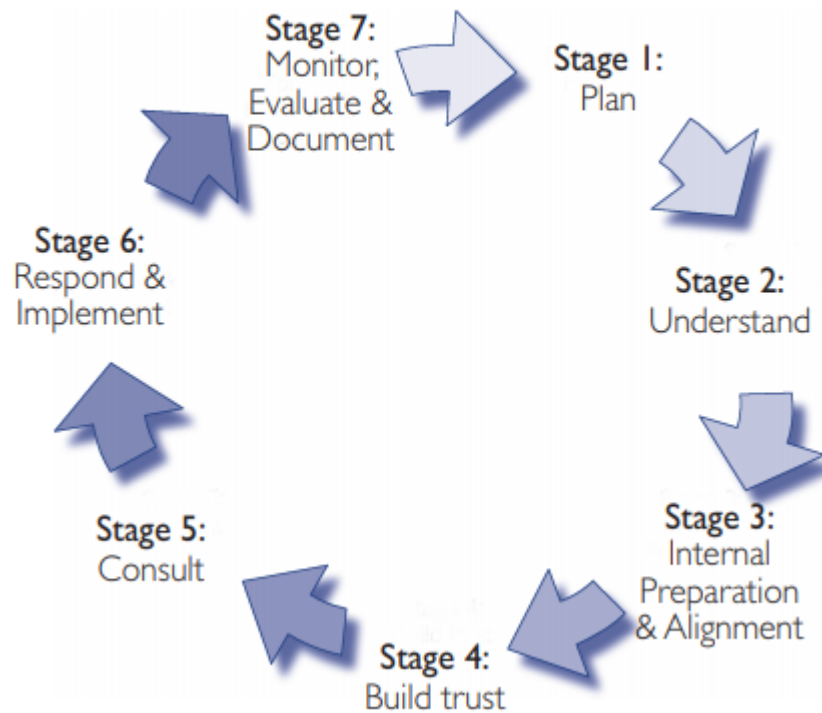 Stage 1:
Plan
Stage 2:
Understand
Stage 3:
Internal
Preparation
& Alignment
Stage 4:
Build trust
Stage 5:
Consult
Stage 6:
Respond &
Implement
Stage 7:
Monitor,
Evaluate &
Document